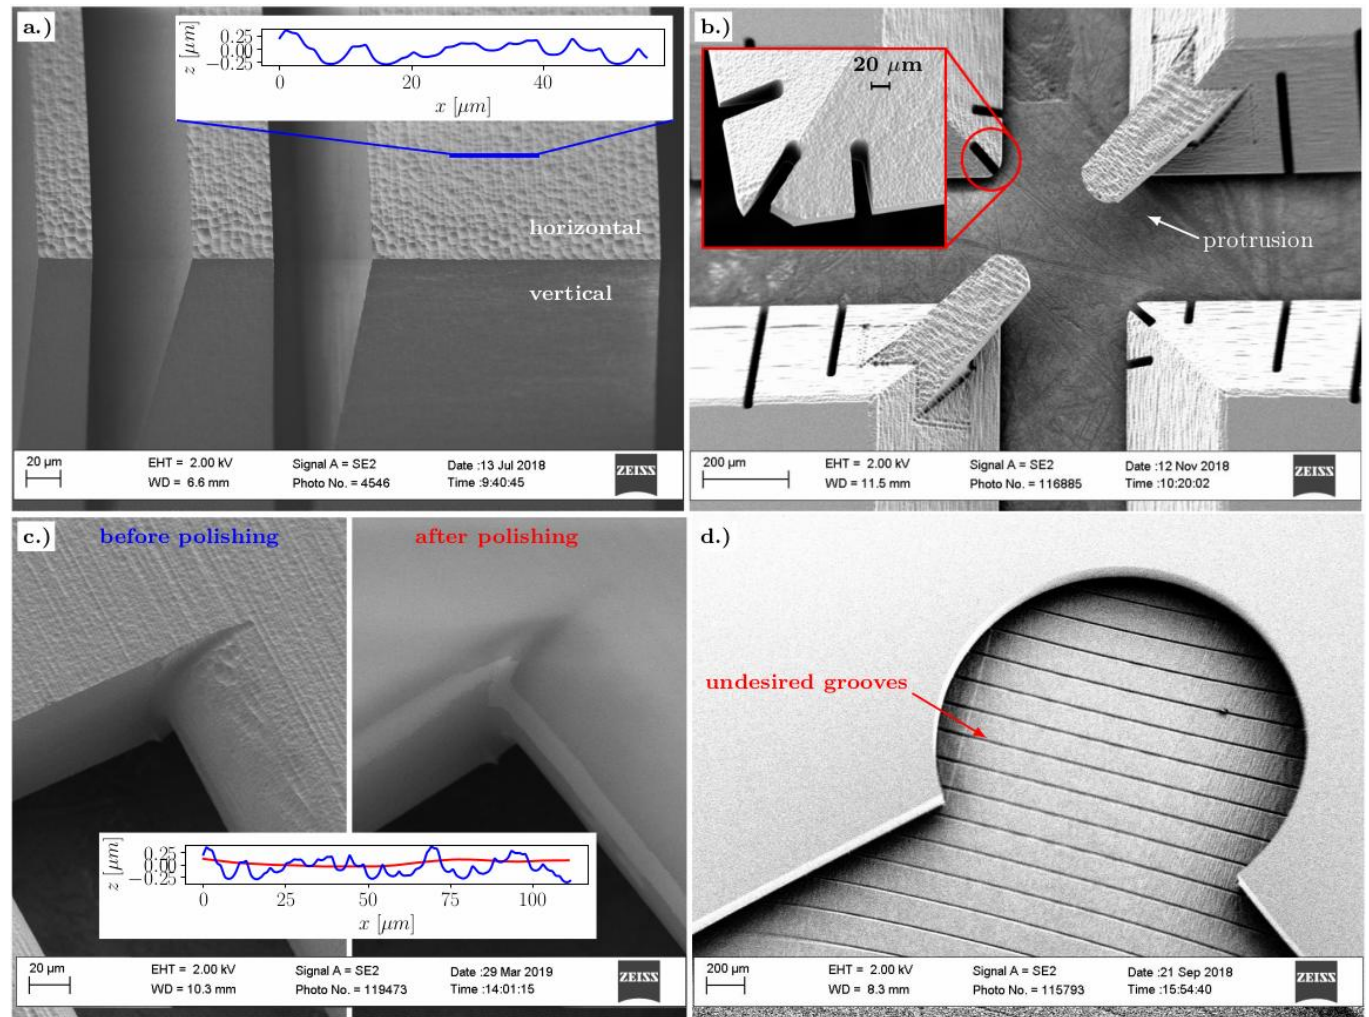 a.)
z [μm]
0.25
0.00
−0.25
0
20
40
x [μm]
horizontal
vertical
20 μm
EHT = 2.00 kV
Signal A = SE2
Date :13 Jul 2018
WD = 6.6 mm
Photo No. = 4546
Time :9:40:45
ZEISS
b.)
20 μm
protrusion
200 μm
EHT = 2.00 kV
Signal A = SE2
Date :12 Nov 2018
WD = 11.5 mm
Photo No. = 116885
Time :10:20:02
ZEISS
c.)
before polishing
after polishing
z [μm]
0.25
0.00
−0.25
0
25
50
75
100
x [μm]
20 μm
EHT = 2.00 kV
Signal A = SE2
Date :29 Mar 2019
WD = 10.3 mm
Photo No. = 119473
Time :14:01:15
ZEISS
d.)
undesired grooves
200 μm
EHT = 2.00 kV
Signal A = SE2
Date :21 Sep 2018
WD = 8.3 mm
Photo No. = 115793
Time :15:54:40
ZEISS